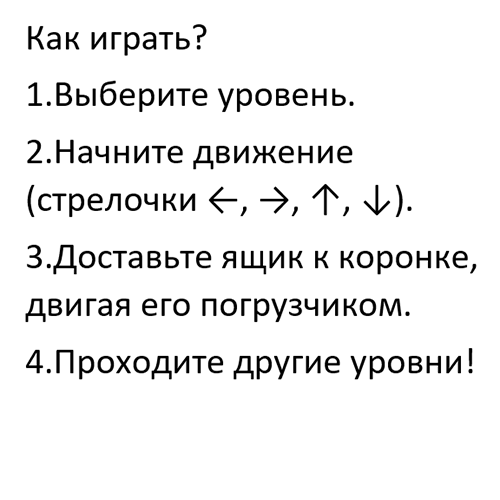 Как играть?
1.Выберите уровень.
2.Начните движение
(стрелочки ←, →, ↑, ↓).
3.Доставьте ящик к коронке,
двигая его погрузчиком.
4.Проходите другие уровни!